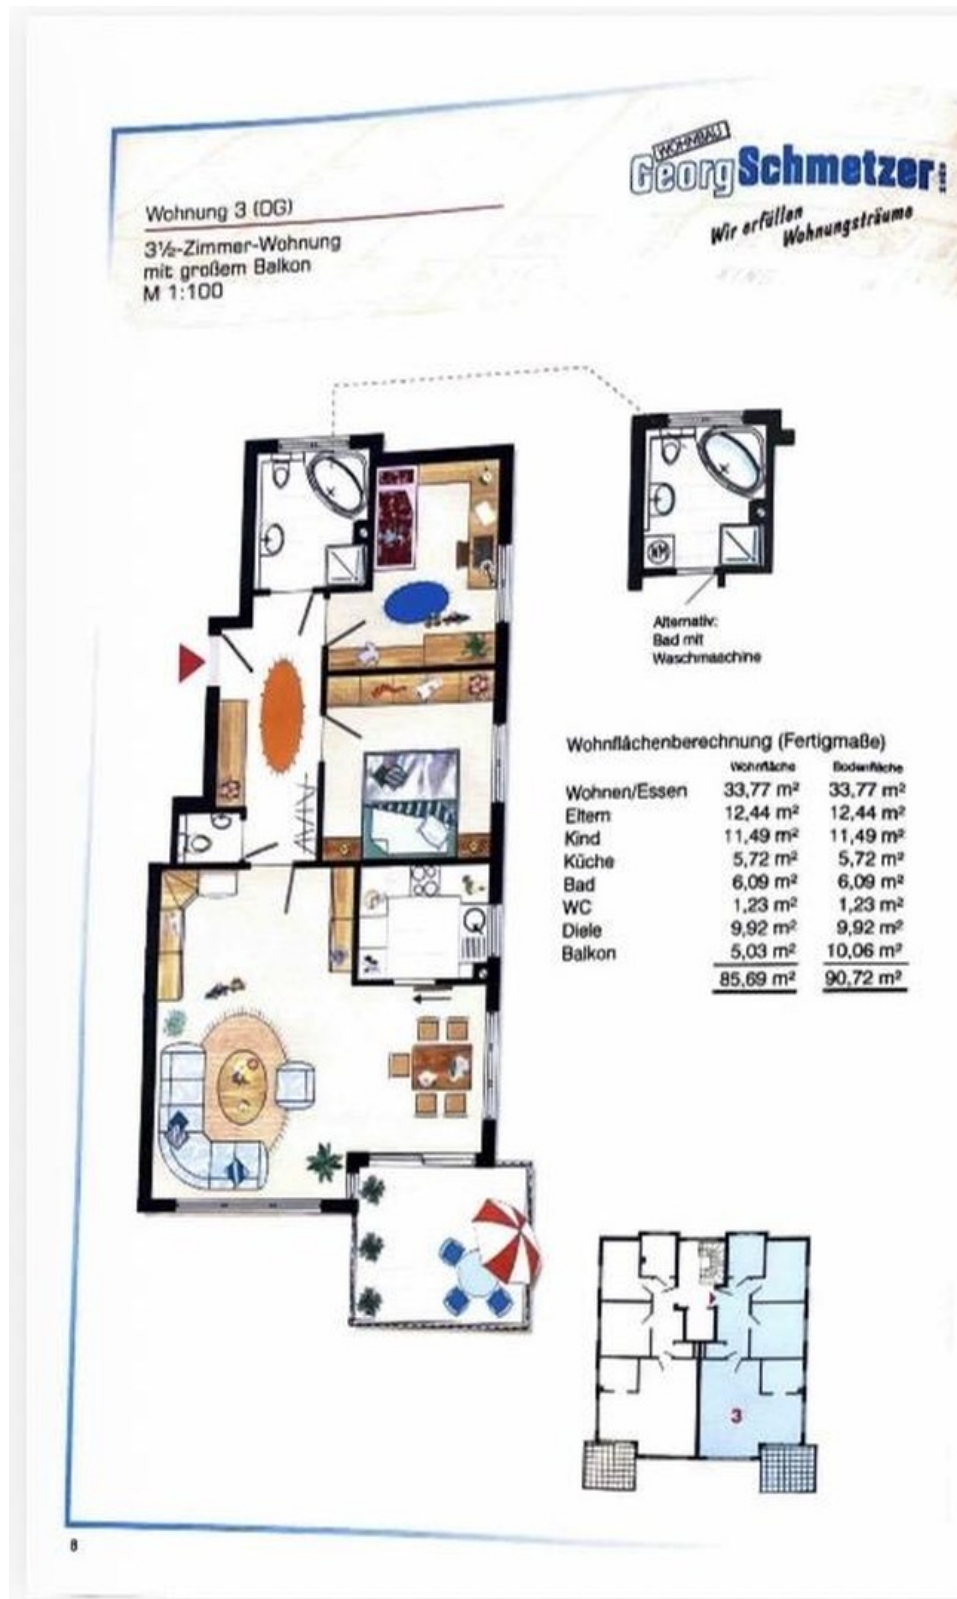 WOHNBAU
GeorgSchmetzer
Wir erfüllen
Wohnungsträume
Wohnung 3 (DG)
3½-Zimmer-Wohnung
mit großem Balkon
M 1:100
WM
Alternativ:
Bad mit
Waschmaschine
Wohnflächenberechnung (Fertigmaße)
Wohnfläche Bodenfläche
Wohnen/Essen 33,77 m² 33,77 m²
Eltern 12,44 m² 12,44 m²
Kind 11,49 m² 11,49 m²
Küche 5,72 m² 5,72 m²
Bad 6,09 m² 6,09 m²
WC 1,23 m² 1,23 m²
Diele 9,92 m² 9,92 m²
Balkon 5,03 m² 10,06 m²
85,69 m² 90,72 m²
3
8